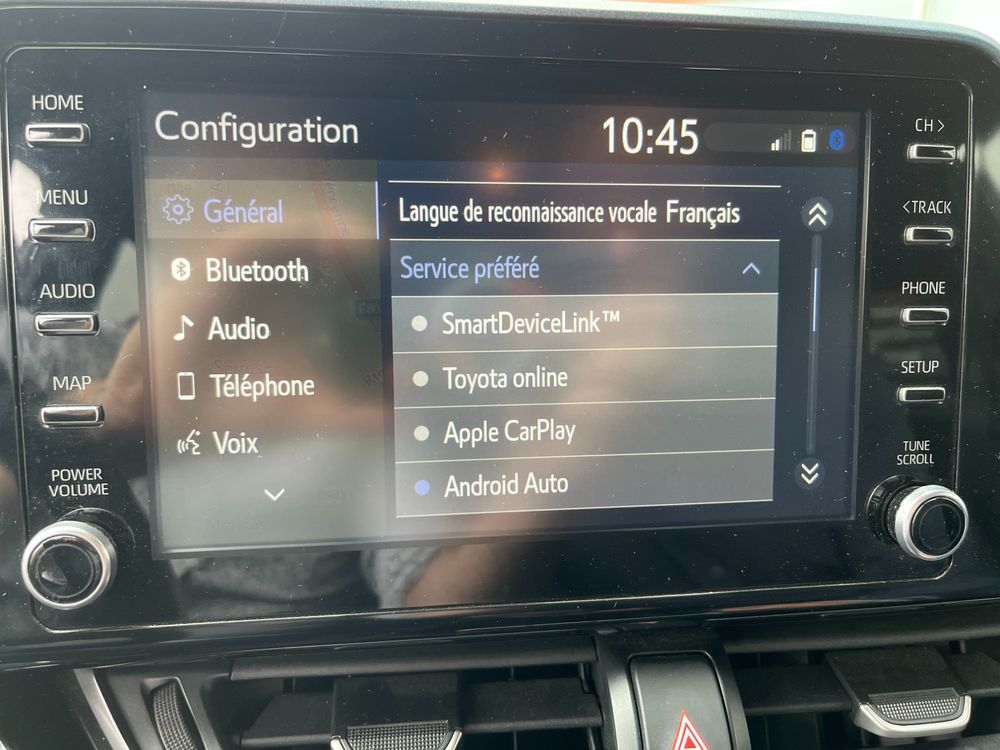 HOME
MENU
AUDIO
MAP
POWER
VOLUME
Configuration
10:45
Général
Bluetooth
Audio
Téléphone
Voix
Langue de reconnaissance vocale Français
Service préféré
SmartDeviceLink™
Toyota online
Apple CarPlay
Android Auto
CH >
< TRACK
PHONE
SETUP
TUNE
SCROLL